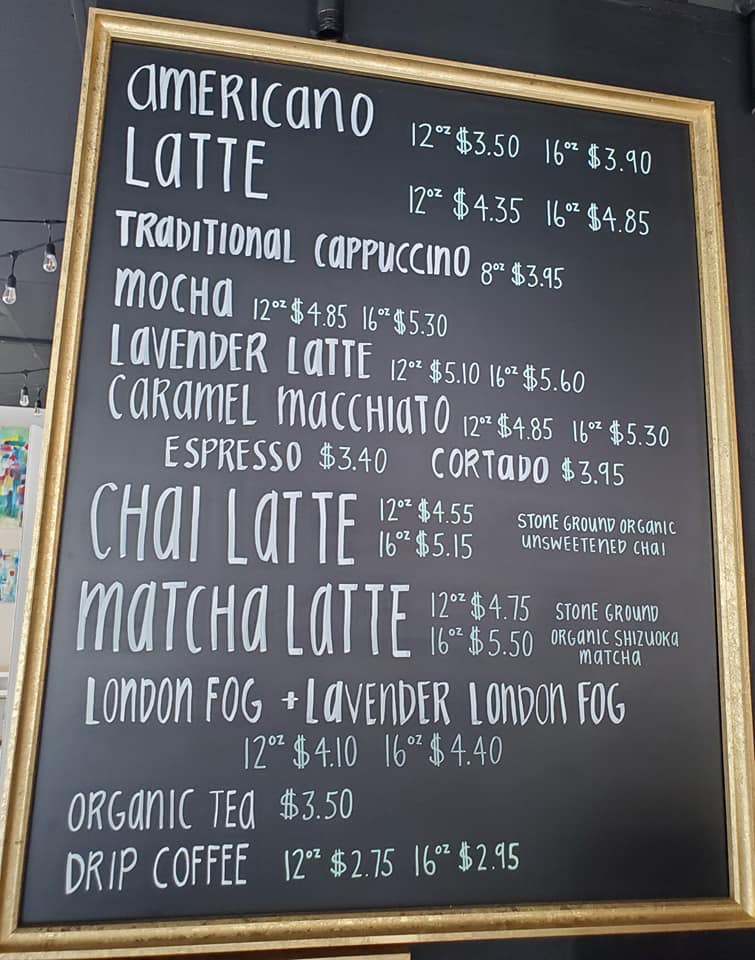 AMERICANO 12oz $3.50 16oz $3.90
LATTE 12oz $4.35 16oz $4.85
TRADITIONAL CAPPUCCINO 8oz $3.95
MOCHA 12oz $4.85 16oz $5.30
LAVENDER LATTE 12oz $5.10 16oz $5.60
CARAMEL MACCHIATO 12oz $4.85 16oz $5.30
ESPRESSO $3.40 CORTADO $3.95
CHAI LATTE 12oz $4.55
16oz $5.15
STONE GROUND ORGANIC
UNSWEETENED CHAI
MATCHA LATTE 12oz $4.75
16oz $5.50
STONE GROUND
ORGANIC SHIZUOKA
MATCHA
LONDON FOG + LAVENDER LONDON FOG
12oz $4.10 16oz $4.40
ORGANIC TEA $3.50
DRIP COFFEE 12oz $2.75 16oz $2.95